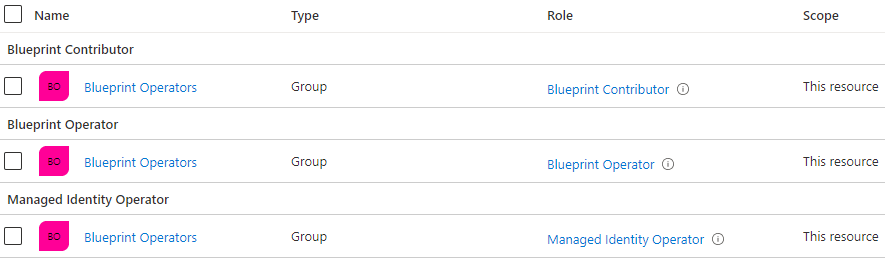 Name Type Role Scope
Blueprint Contributor
BO Blueprint Operators Group Blueprint Contributor This resource
Blueprint Operator
BO Blueprint Operators Group Blueprint Operator This resource
Managed Identity Operator
BO Blueprint Operators Group Managed Identity Operator This resource